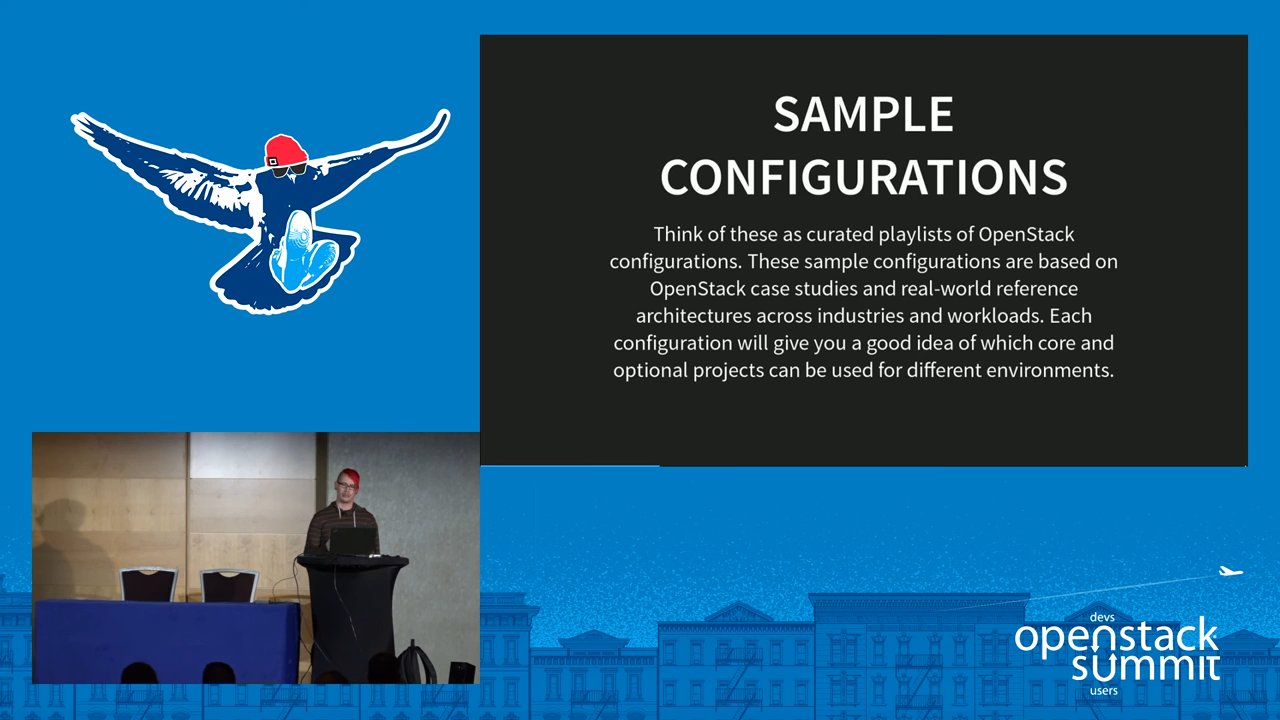 SAMPLE
CONFIGURATIONS
Think of these as curated playlists of OpenStack
configurations. These sample configurations are based on
OpenStack case studies and real-world reference
architectures across industries and workloads. Each
configuration will give you a good idea of which core and
optional projects can be used for different environments.
devs
openstack
summit
users